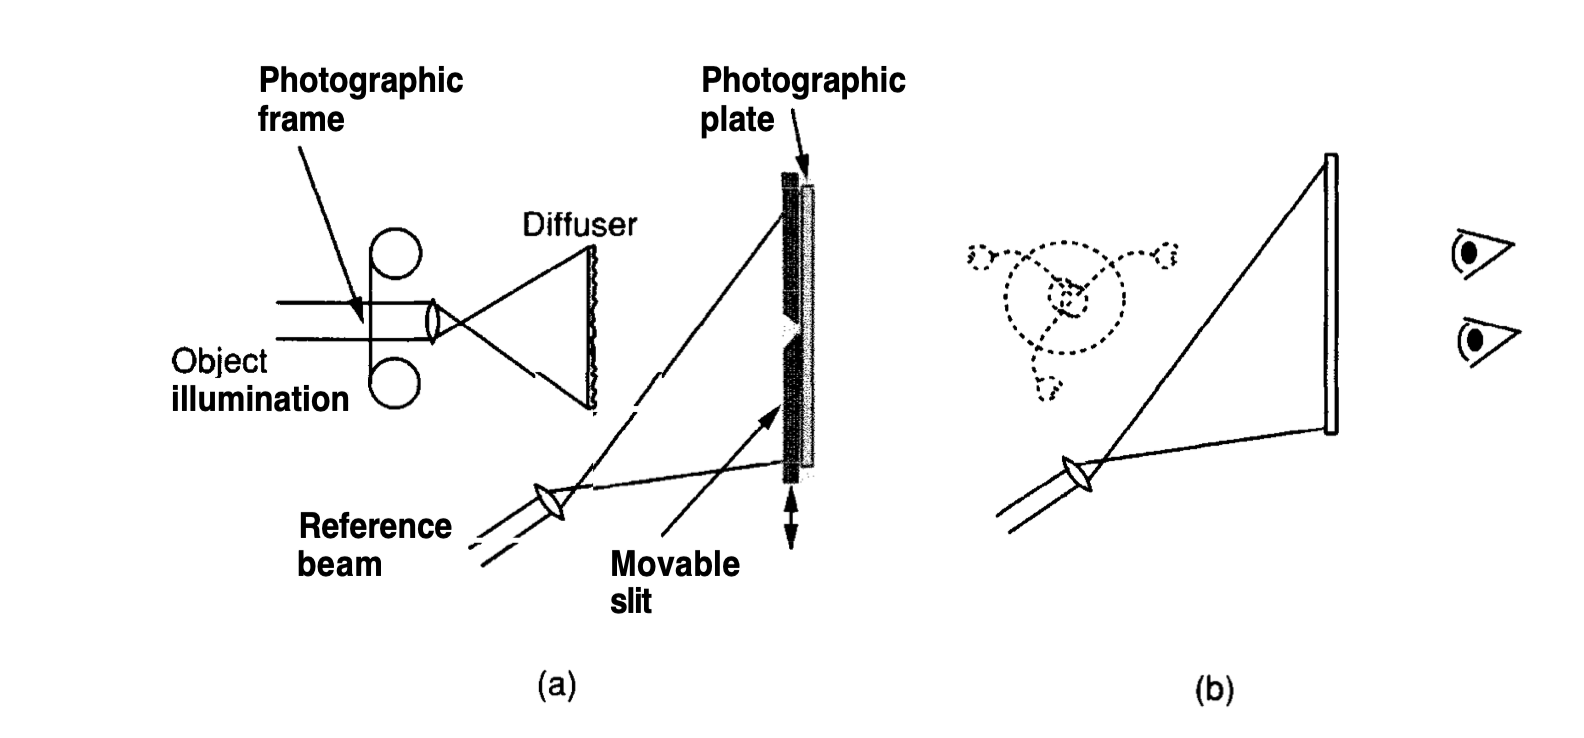 Photographic
frame
Photographic
plate
Diffuser
Object
illumination
Reference
beam
Movable
slit
(a)
(b)